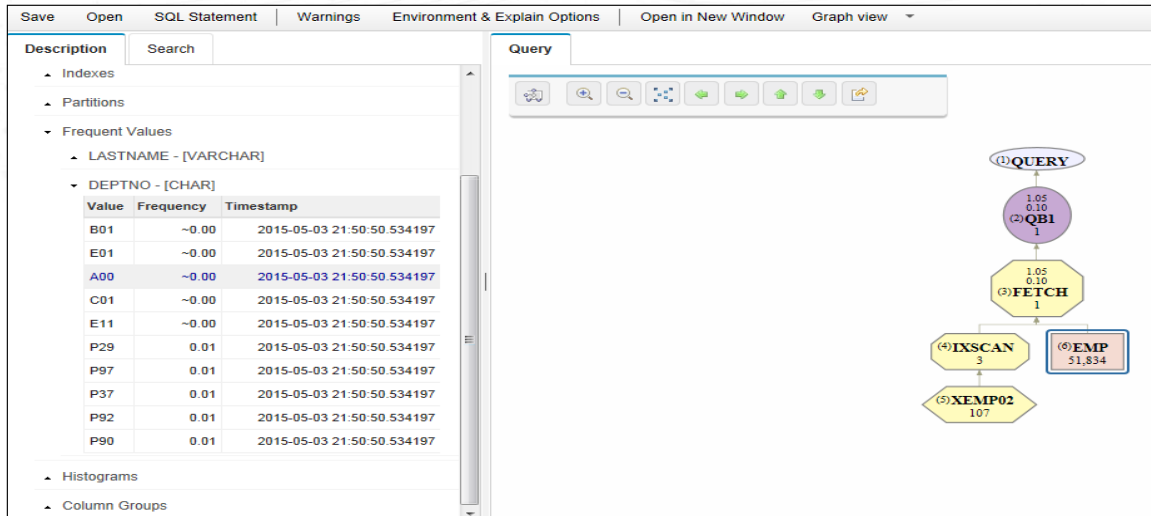 Save Open SQL Statement Warnings Environment & Explain Options Open in New Window Graph view
Description Search
Indexes
Partitions
Frequent Values
LASTNAME - [VARCHAR]
DEPTNO - [CHAR]
Value Frequency Timestamp
B01 ~0.00 2015-05-03 21:50:50.534197
E01 ~0.00 2015-05-03 21:50:50.534197
A00 ~0.00 2015-05-03 21:50:50.534197
C01 ~0.00 2015-05-03 21:50:50.534197
E11 ~0.00 2015-05-03 21:50:50.534197
P29 0.01 2015-05-03 21:50:50.534197
P97 0.01 2015-05-03 21:50:50.534197
P37 0.01 2015-05-03 21:50:50.534197
P92 0.01 2015-05-03 21:50:50.534197
P90 0.01 2015-05-03 21:50:50.534197
Histograms
Column Groups
Query
(1)QUERY
1.05
0.10
(2)QB1
1
1.05
0.10
(3)FETCH
1
(4)IXSCAN
3
(6)EMP
51,834
(5)XEMP02
107